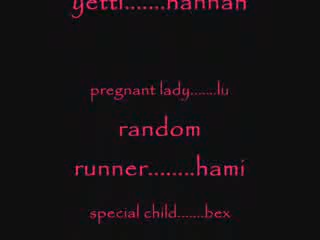 yetti.......hannah
pregnant lady.......lu
random
runner........hami
special child.......bex